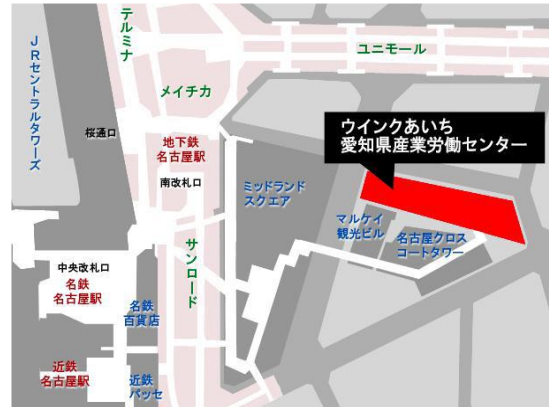 JRセントラルタワーズ
テルミナ
ユニモール
メイチカ
桜通口
地下鉄
名古屋駅
南改札口
ウインクあいち
愛知県産業労働センター
ミッドランド
スクエア
マルケイ
観光ビル
名古屋クロス
コートタワー
サンロード
中央改札口
名鉄
名古屋駅
名鉄
百貨店
近鉄
名古屋駅
近鉄
パッセ